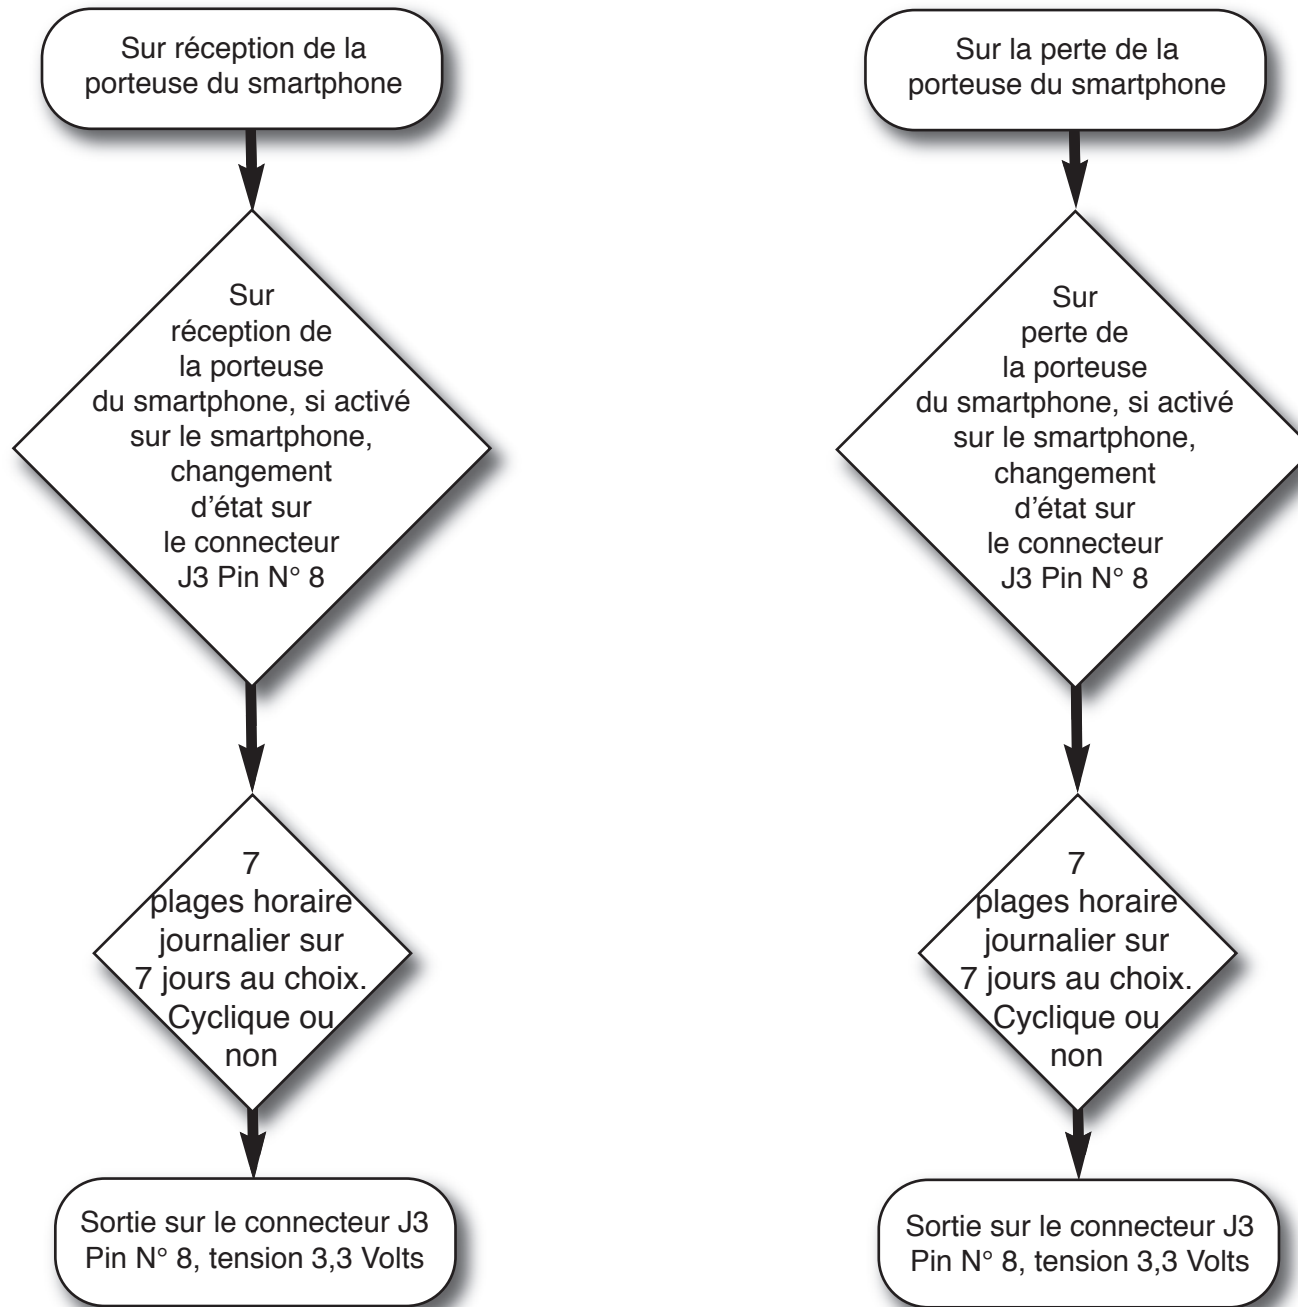 Sur réception de la
porteuse du smartphone
Sur
réception de
la porteuse
du smartphone, si activé
sur le smartphone,
changement
d'état sur
le connecteur
J3 Pin N° 8
7
plages horaire
journalier sur
7 jours au choix.
Cyclique ou
non
Sortie sur le connecteur J3
Pin N° 8, tension 3,3 Volts
Sur la perte de la
porteuse du smartphone
Sur
perte de
la porteuse
du smartphone, si activé
sur le smartphone,
changement
d'état sur
le connecteur
J3 Pin N° 8
7
plages horaire
journalier sur
7 jours au choix.
Cyclique ou
non
Sortie sur le connecteur J3
Pin N° 8, tension 3,3 Volts